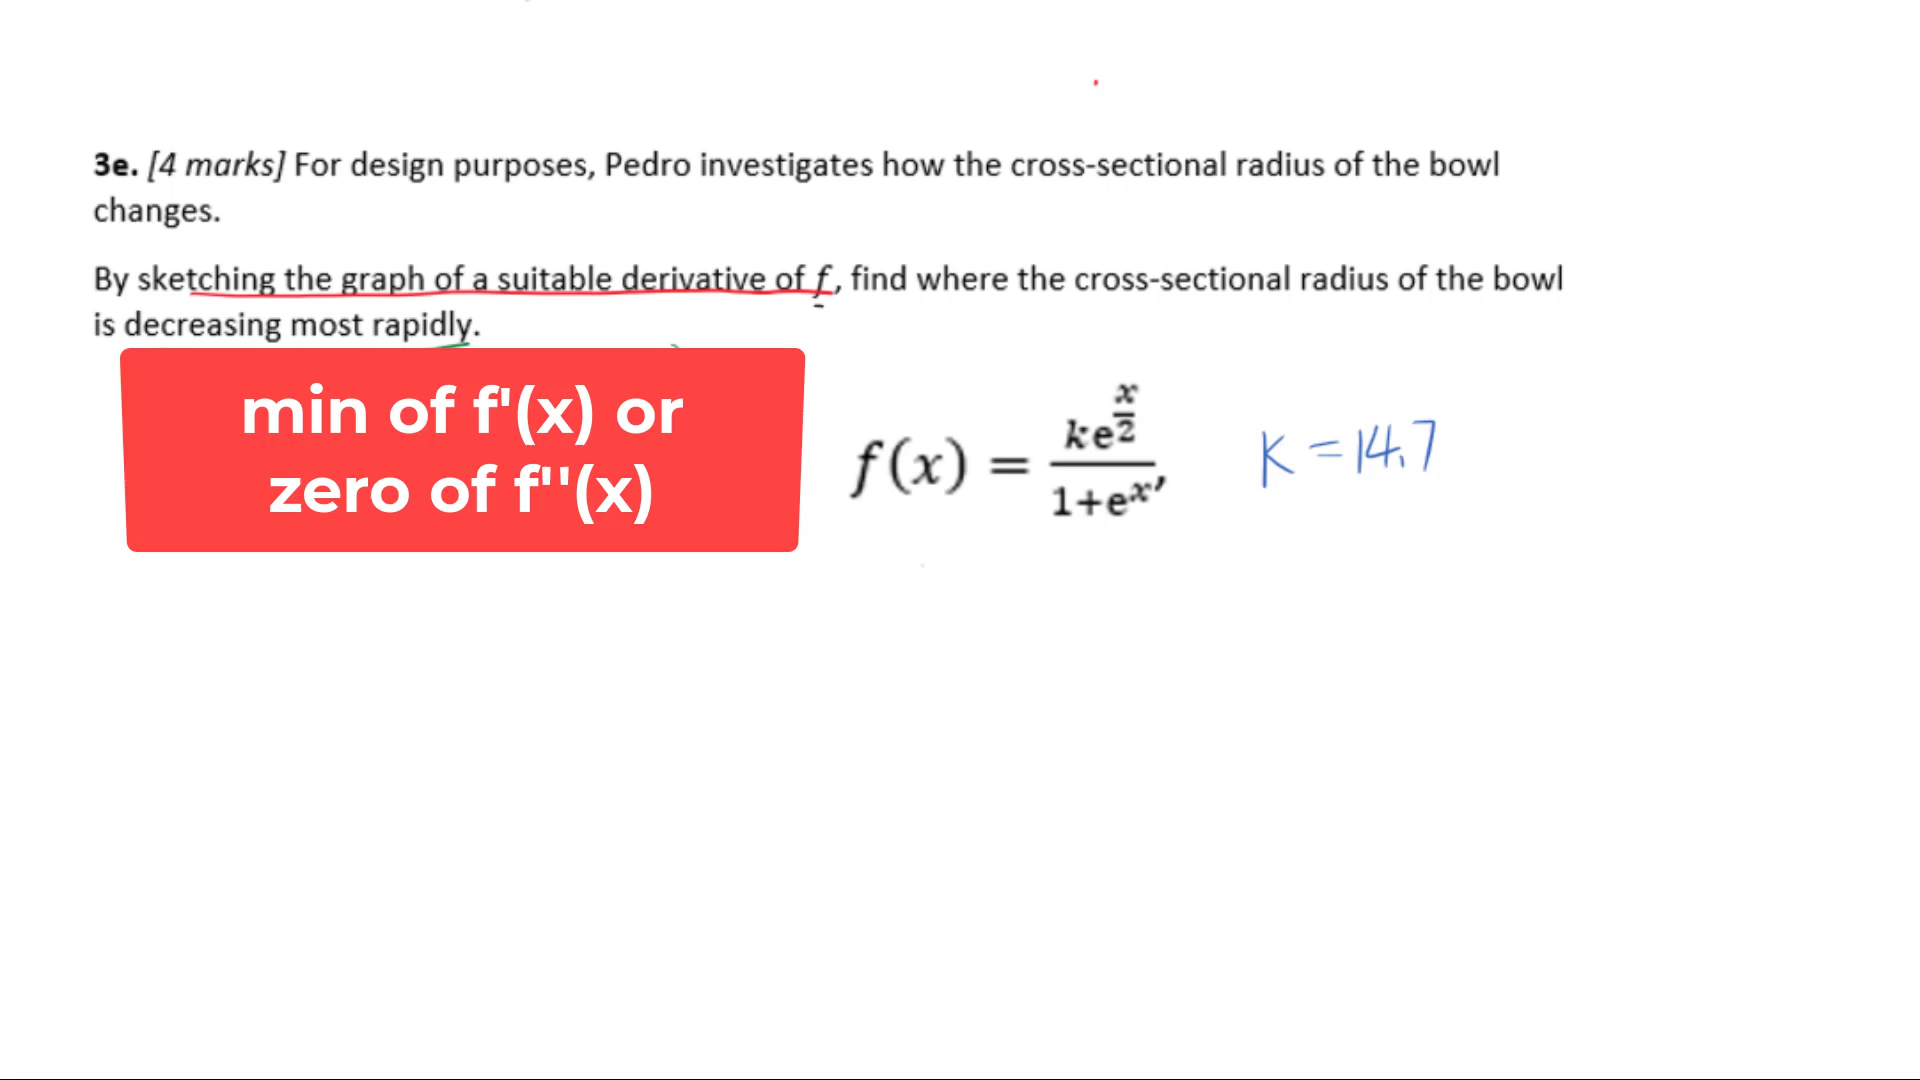 3e. [4 marks] For design purposes, Pedro investigates how the cross-sectional radius of the bowl
changes.
By sketching the graph of a suitable derivative of f, find where the cross-sectional radius of the bowl
is decreasing most rapidly.
min of f'(x) or
zero of f''(x)
f(x) = ke^(x/2) / 1+e^x,
K = 14.7